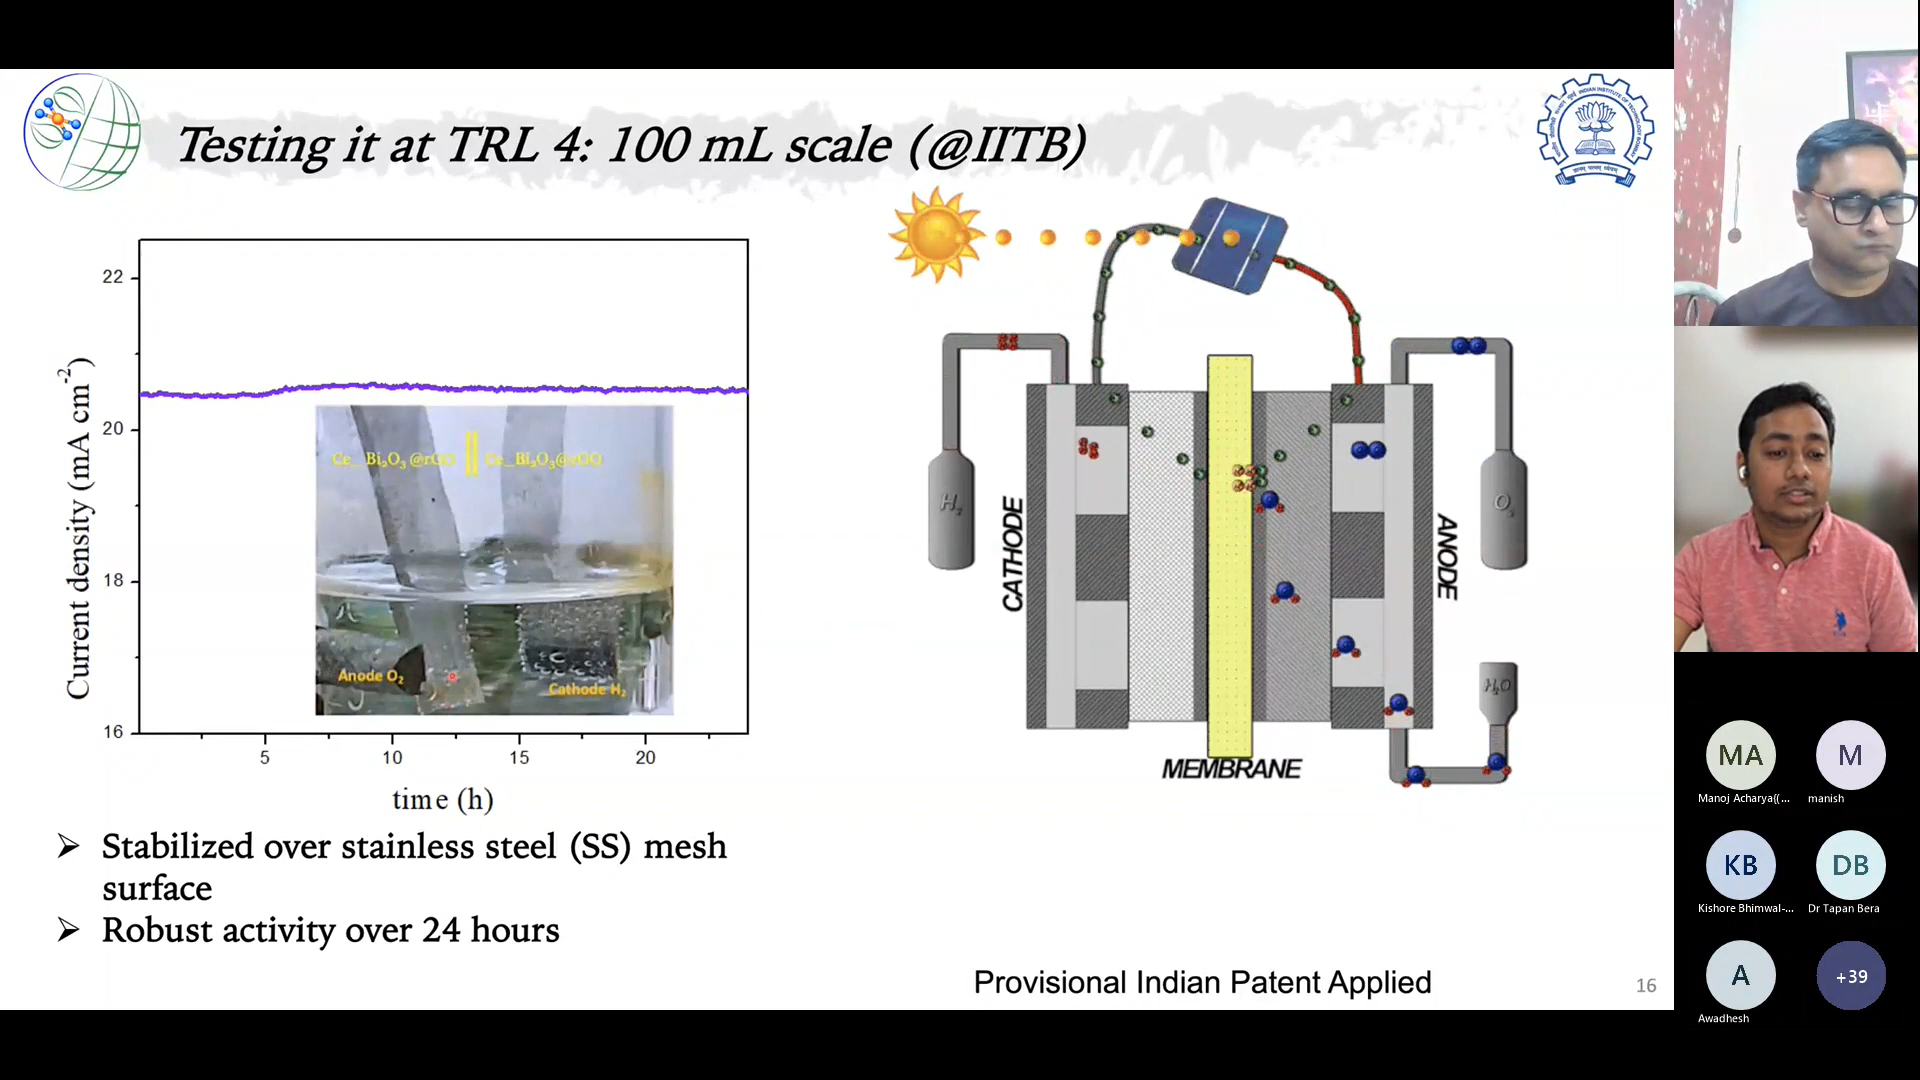 Testing it at TRL 4: 100 mL scale (@IITB)
22
20
18
16
5
10
15
20
Current density (mA cm⁻²)
time (h)
Ce_ Bi₂O₃@rGO || Ce_Bi₂O₃@rGO
Anode O₂
Cathode H₂
H₂
CATHODE
MEMBRANE
ANODE
O₂
H₂O
➢ Stabilized over stainless steel (SS) mesh
surface
➢ Robust activity over 24 hours
Provisional Indian Patent Applied
16
MA
Manoj Acharya((...
M
manish
KB
Kishore Bhimwal-...
DB
Dr Tapan Bera
A
Awadhesh
+39